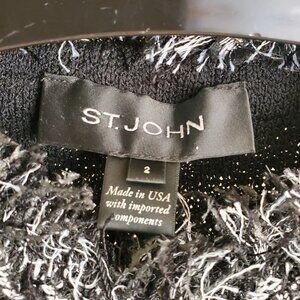 ST. JOHN
2
Made in USA
with imported
components